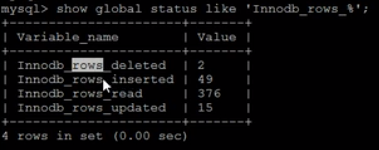 mysql> show global status like 'Innodb_rows_%';
+----------------------+-------+
| Variable_name        | Value |
+----------------------+-------+
| Innodb_rows_deleted  | 2     |
| Innodb_rows_inserted | 49    |
| Innodb_rows_read     | 376   |
| Innodb_rows_updated  | 15    |
+----------------------+-------+
4 rows in set (0.00 sec)